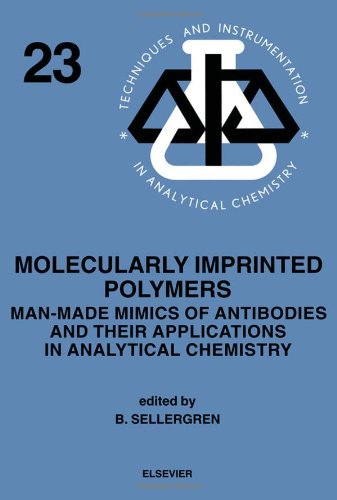 23
* TECHNIQUES AND INSTRUMENTATION *
IN ANALYTICAL CHEMISTRY
MOLECULARLY IMPRINTED
POLYMERS
MAN-MADE MIMICS OF ANTIBODIES
AND THEIR APPLICATIONS
IN ANALYTICAL CHEMISTRY
edited by
B. SELLERGREN
ELSEVIER